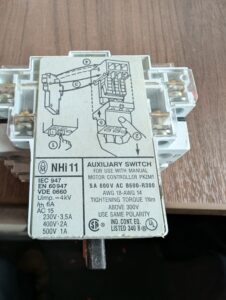 NHi11
IEC 947
EN 60947
VDE 0660
Uimp.=4kV
Ith 6A
AC 15
230V-3,5A
400V-2A
500V 1A
AUXILIARY SWITCH
FOR USE WITH MANUAL
MOTOR CONTROLLER PKZM1
5A 600V AC B600-R300
AWG 18-AWG 14
TIGHTENING TORQUE 1Nm
ABOVE 300V
USE SAME POLARITY
IND. CONT. EQ.
LISTED